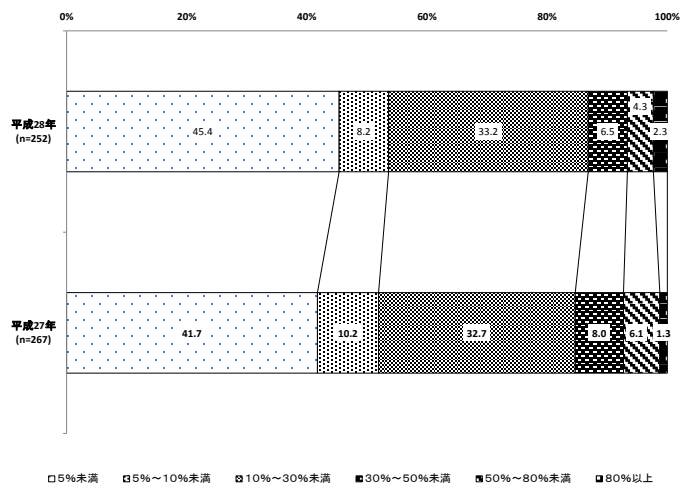 0% 20% 40% 60% 80% 100%
平成28年
(n=252)
45.4 8.2 33.2 6.5 4.3 2.3
平成27年
(n=267)
41.7 10.2 32.7 8.0 6.1 1.3
5%未満 5%～10%未満 10%～30%未満 30%～50%未満 50%～80%未満 80%以上